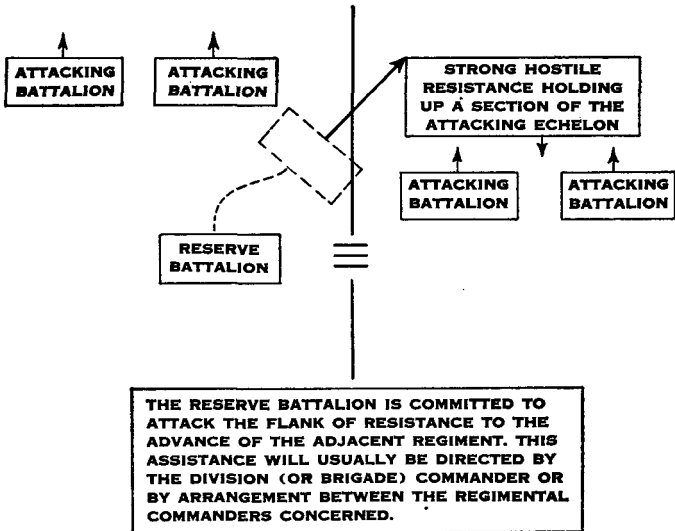 ATTACKING
BATTALION
ATTACKING
BATTALION
STRONG HOSTILE
RESISTANCE HOLDING
UP A SECTION OF THE
ATTACKING ECHELON
ATTACKING
BATTALION
ATTACKING
BATTALION
RESERVE
BATTALION
THE RESERVE BATTALION IS COMMITTED TO
ATTACK THE FLANK OF RESISTANCE TO THE
ADVANCE OF THE ADJACENT REGIMENT. THIS
ASSISTANCE WILL USUALLY BE DIRECTED BY
THE DIVISION (OR BRIGADE) COMMANDER OR
BY ARRANGEMENT BETWEEN THE REGIMENTAL
COMMANDERS CONCERNED.